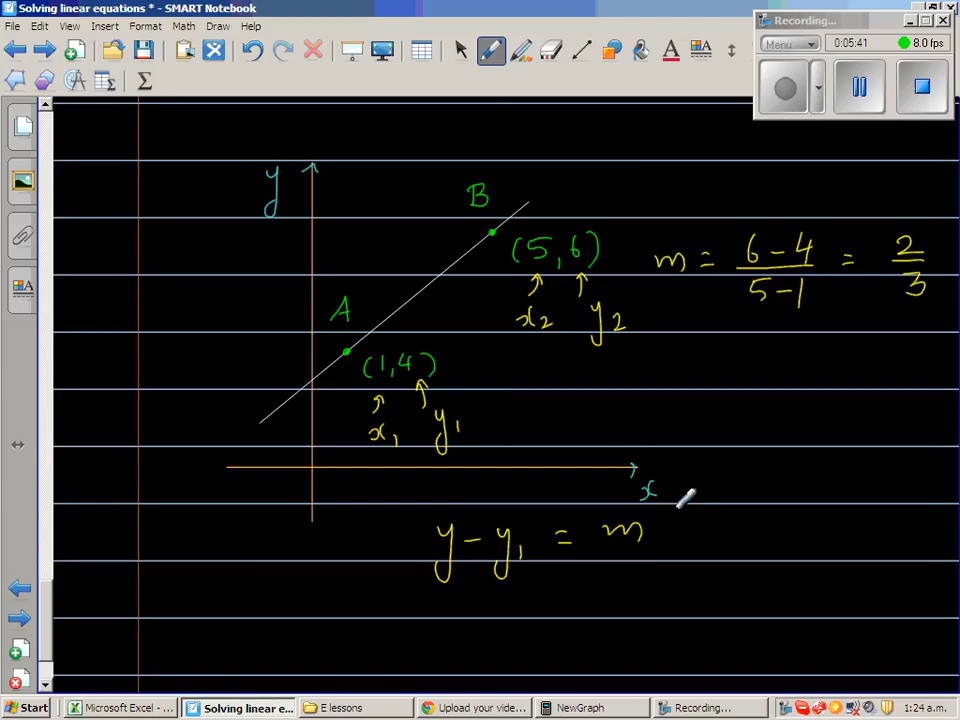 Solving linear equations * - SMART Notebook
File Edit View Insert Format Math Draw Help
Recording...
Menu 0:05:41 8.0 fps
y
B
(5,6)
m = 6-4 / 5-1 = 2/3
x2 y2
A
(1,4)
x1 y1
x
y - y1 = m
Start Microsoft Excel - ... Solving linear e... E lessons Upload your vide... NewGraph Recording... 1:24 a.m.